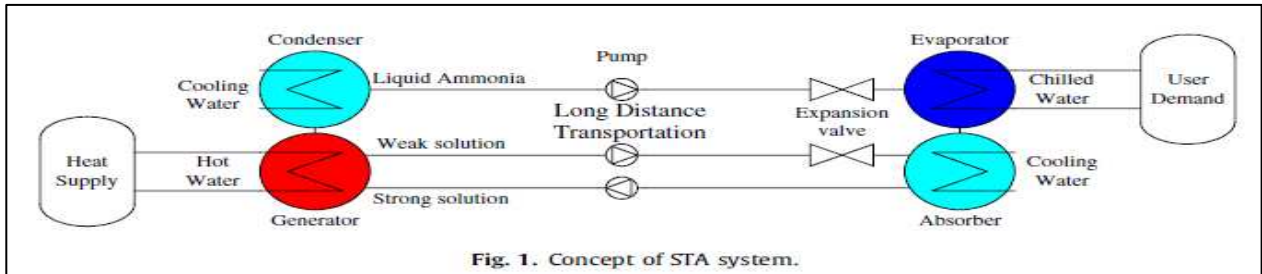 Condenser
Pump
Evaporator
Cooling
Water
Liquid Ammonia
Chilled
Water
User
Demand
Long Distance
Transportation
Expansion
valve
Heat
Supply
Hot
Water
Weak solution
Cooling
Water
Strong solution
Generator
Absorber
Fig. 1. Concept of STA system.